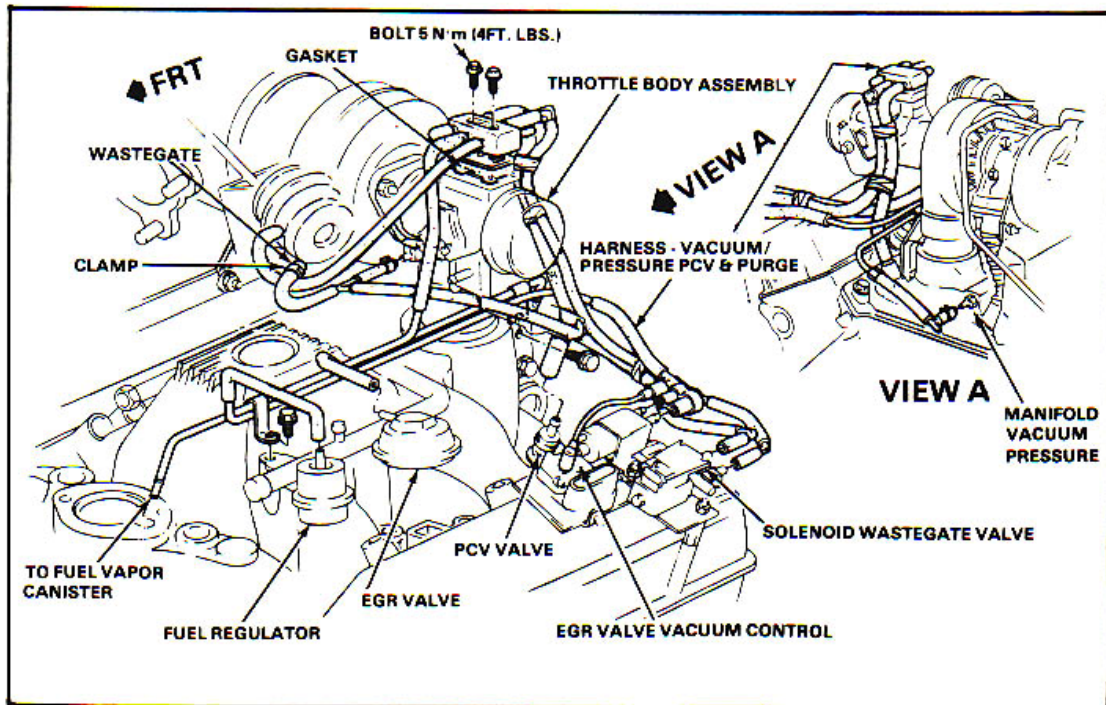 BOLT 5 N·m (4FT. LBS.)
GASKET
FRT
THROTTLE BODY ASSEMBLY
WASTEGATE
VIEW A
CLAMP
HARNESS - VACUUM/
PRESSURE PCV & PURGE
VIEW A
MANIFOLD
VACUUM
PRESSURE
SOLENOID WASTEGATE VALVE
PCV VALVE
TO FUEL VAPOR
CANISTER
EGR VALVE
FUEL REGULATOR
EGR VALVE VACUUM CONTROL